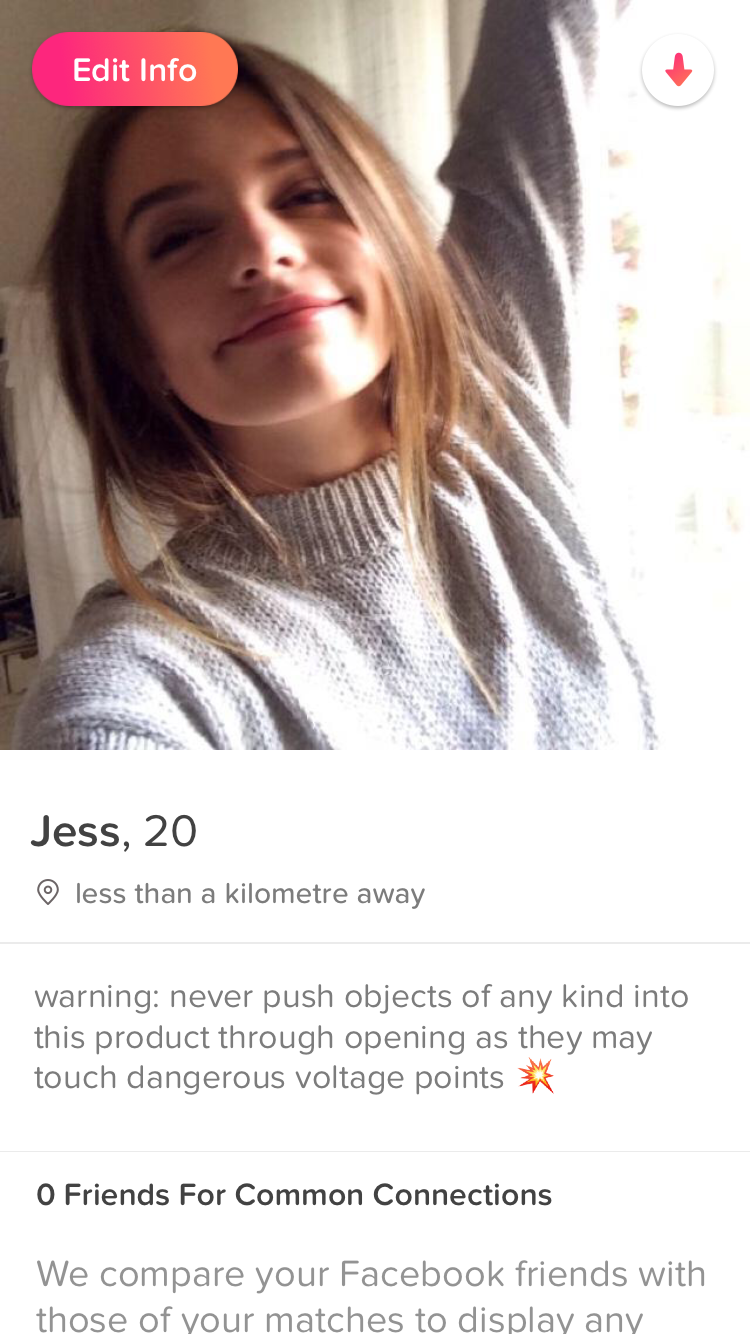 Edit Info
Jess, 20
less than a kilometre away
warning: never push objects of any kind into
this product through opening as they may
touch dangerous voltage points 💥
0 Friends For Common Connections
We compare your Facebook friends with
those of your matches to display any